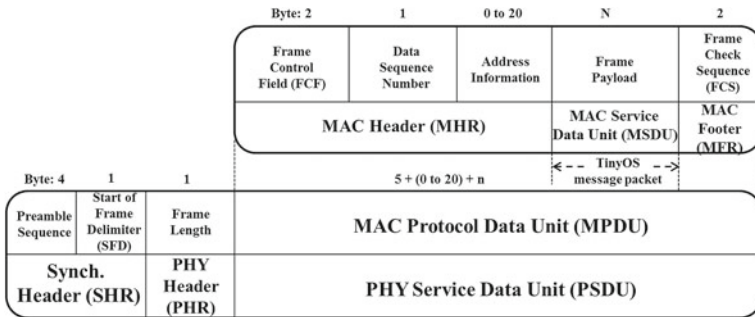 Byte: 2 1 0 to 20 N 2
Frame Control Field (FCF)
Data Sequence Number
Address Information
Frame Payload
Frame Check Sequence (FCS)
MAC Header (MHR)
MAC Service Data Unit (MSDU)
MAC Footer (MFR)
TinyOS message packet
Byte: 4 1 1 5 + (0 to 20) + n
Preamble Sequence
Start of Frame Delimiter (SFD)
Frame Length
MAC Protocol Data Unit (MPDU)
Synch. Header (SHR)
PHY Header (PHR)
PHY Service Data Unit (PSDU)